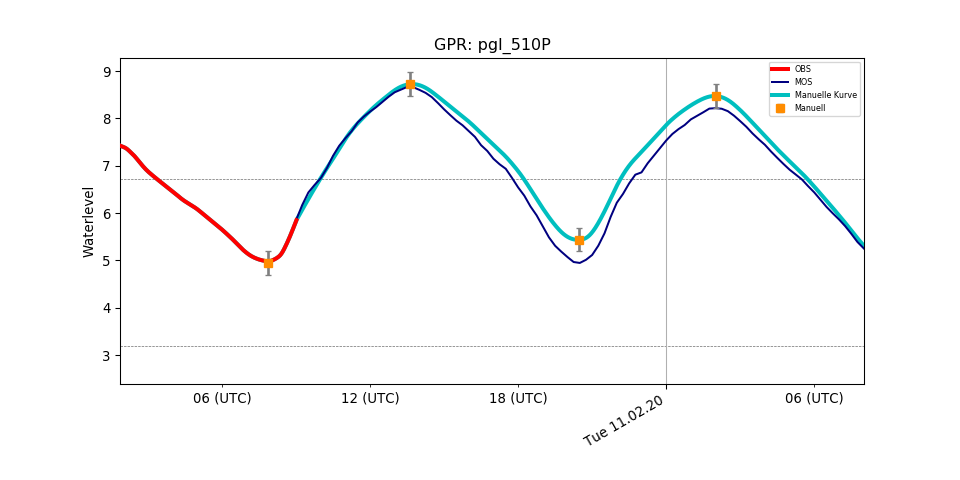 GPR: pgl_510P
OBS
MOS
Manuelle Kurve
Manuell
Waterlevel
9
8
7
6
5
4
3
06 (UTC)
12 (UTC)
18 (UTC)
Tue 11.02.20
06 (UTC)